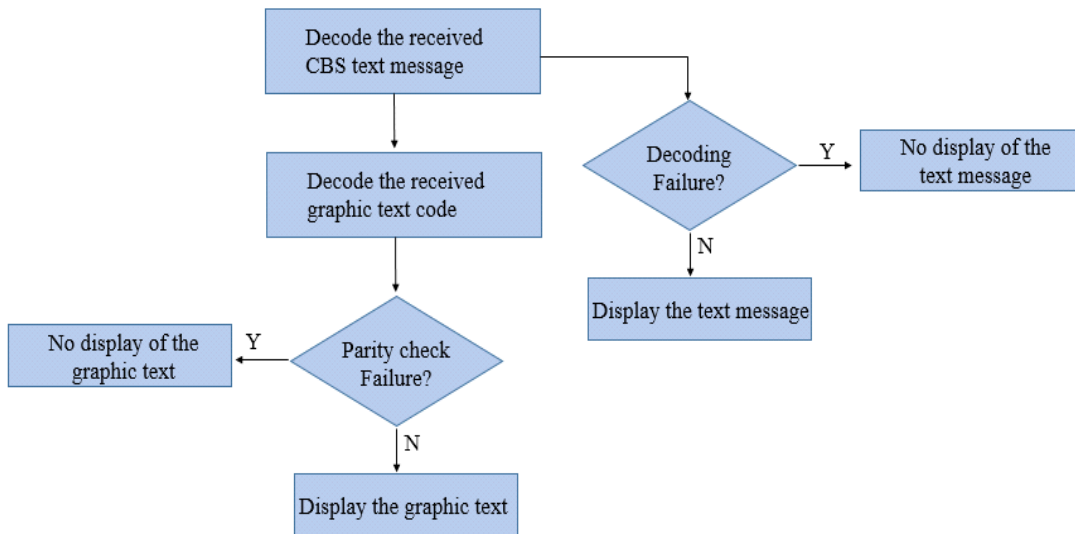 Decode the received
CBS text message
Decoding
Failure?
Y
No display of the
text message
N
Display the text message
Decode the received
graphic text code
Parity check
Failure?
Y
No display of the
graphic text
N
Display the graphic text